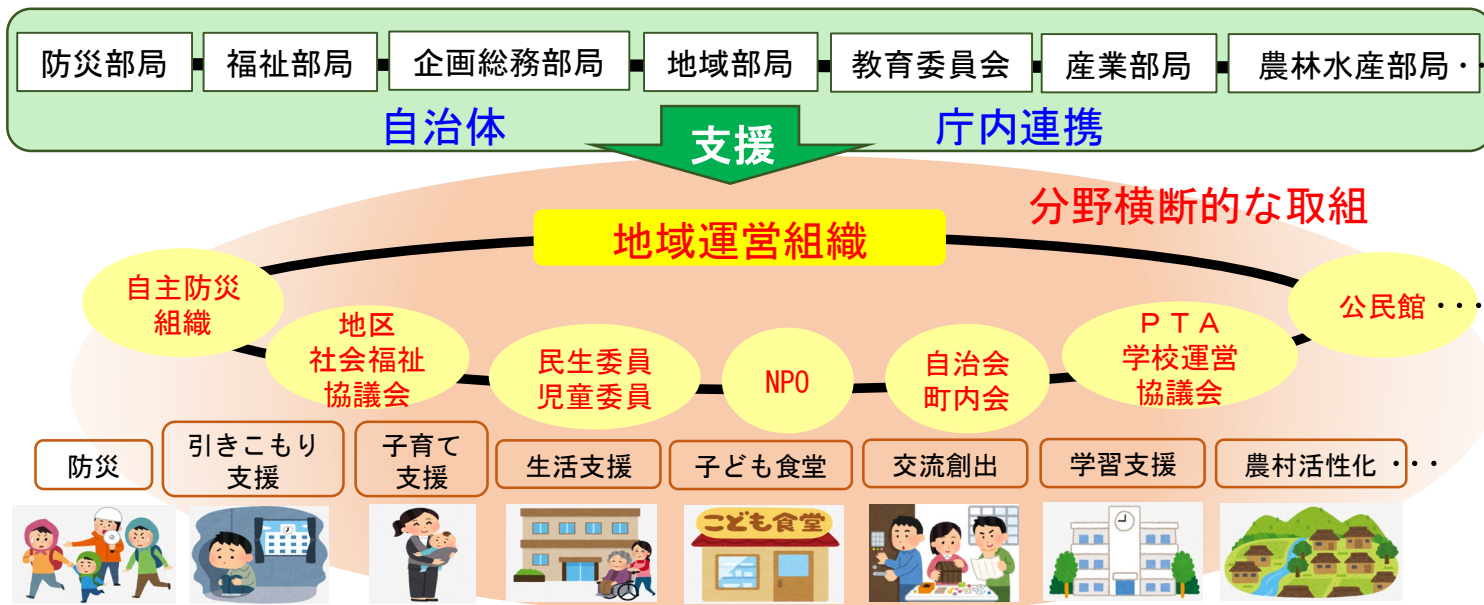 防災部局 福祉部局 企画総務部局 地域部局 教育委員会 産業部局 農林水産部局・・
自治体 庁内連携
支援
分野横断的な取組
地域運営組織
自主防災
組織
地区
社会福祉
協議会
民生委員
児童委員
NPO
自治会
町内会
PTA
学校運営
協議会
公民館・・・
防災
引きこもり
支援
子育て
支援
生活支援
子ども食堂
交流創出
学習支援
農村活性化・・・
こども食堂